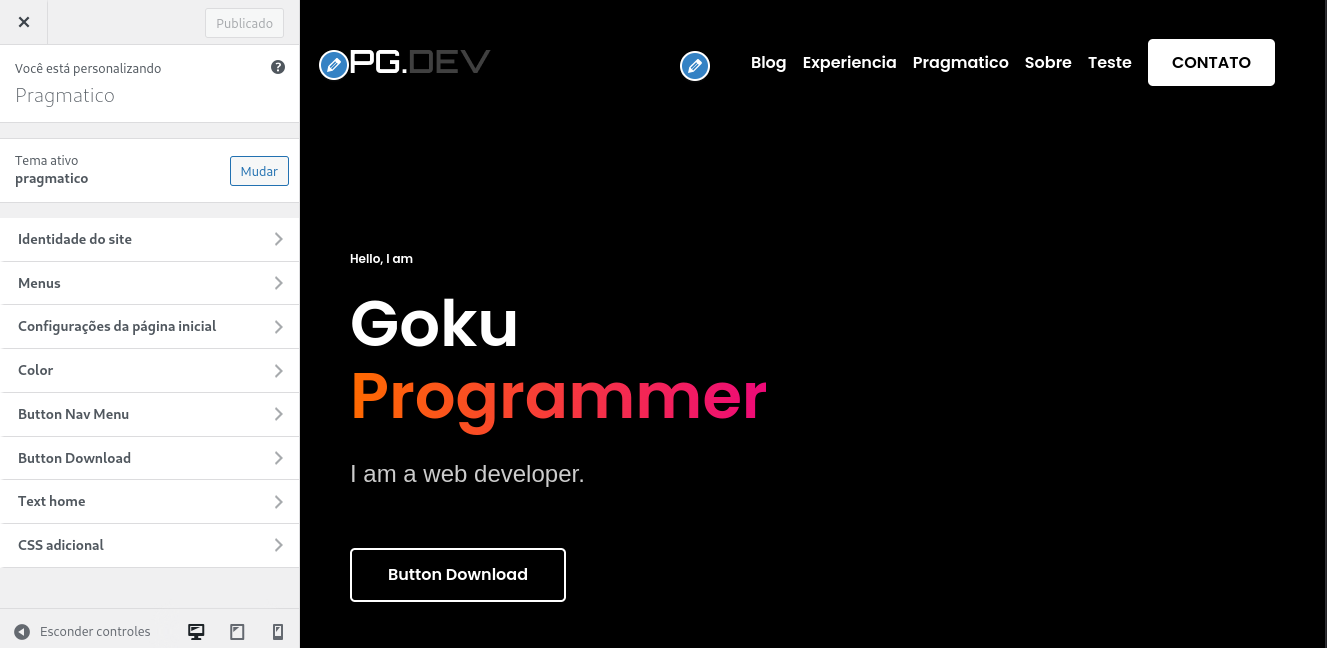 Publicado
Você está personalizando
Pragmatico
Tema ativo
pragmatico
Mudar
Identidade do site
Menus
Configurações da página inicial
Color
Button Nav Menu
Button Download
Text home
CSS adicional
Esconder controles
PG.DEV
Blog Experiencia Pragmatico Sobre Teste CONTATO
Hello, I am
Goku
Programmer
I am a web developer.
Button Download